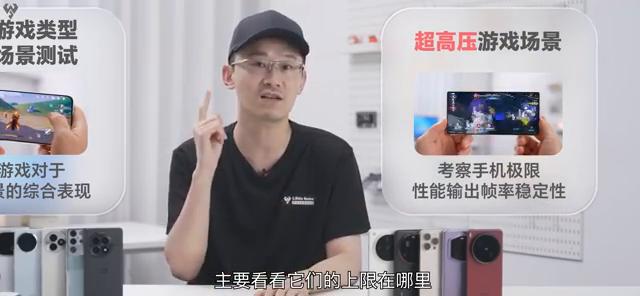 游戏类型
场景测试
游戏对于
景的综合表现
超高压游戏场景
考察手机极限
性能输出帧率稳定性
主要看看它们的上限在哪里